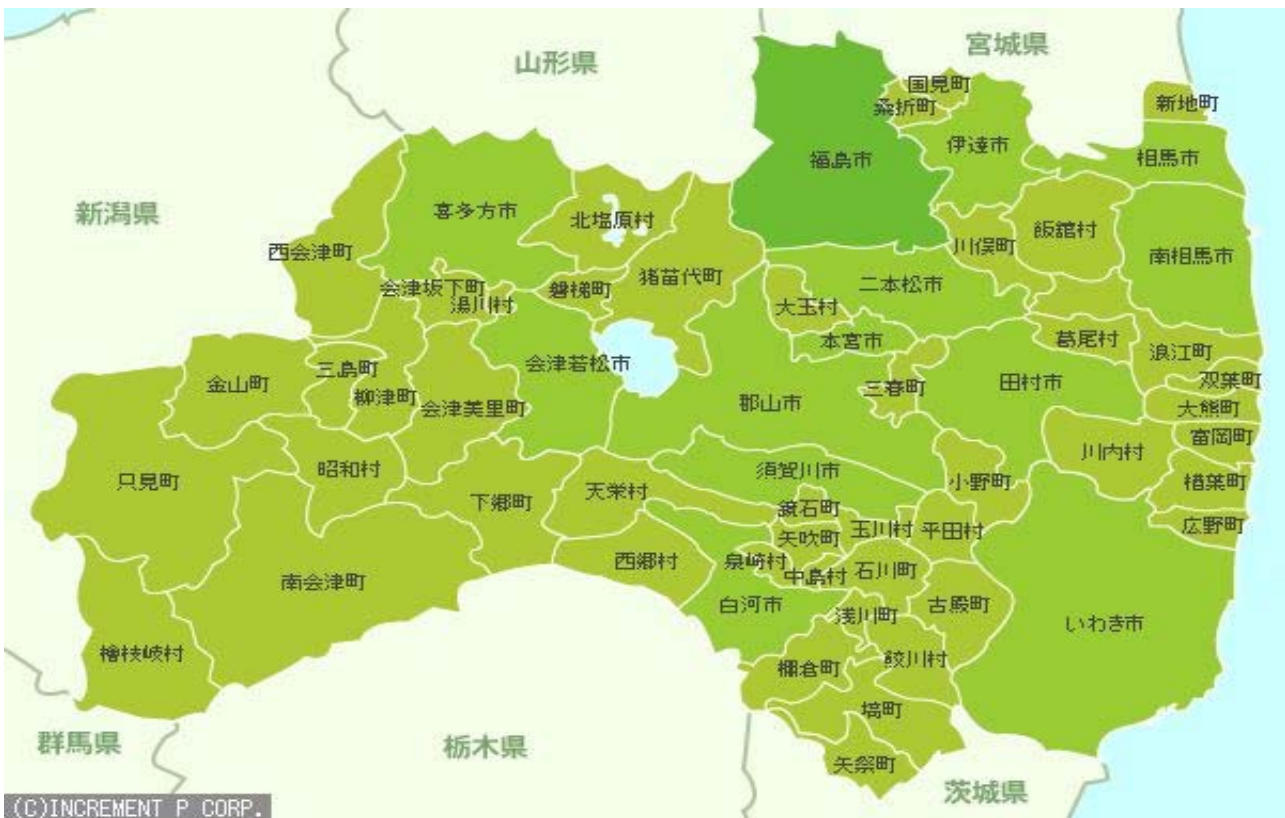 宮城県
山形県
国見町
桑折町
新地町
伊達市
福島市
相馬市
喜多方市
新潟県
北塩原村
飯舘村
西会津町
川俣町
南相馬市
猪苗代町
会津坂下町
磐梯町
二本松市
湯川村
大玉村
本宮市
葛尾村
浪江町
会津若松市
三島町
双葉町
金山町
三春町
田村市
柳津町
郡山市
会津美里町
大熊町
富岡町
川内村
昭和村
須賀川市
只見町
小野町
楢葉町
天栄村
下郷町
鏡石町
玉川村
平田村
広野町
矢吹町
西郷村
泉崎村
石川町
中島村
南会津町
白河市
古殿町
浅川町
いわき市
檜枝岐村
鮫川村
棚倉町
塙町
群馬県
栃木県
矢祭町
茨城県
(C)INCREMENT P CORP.